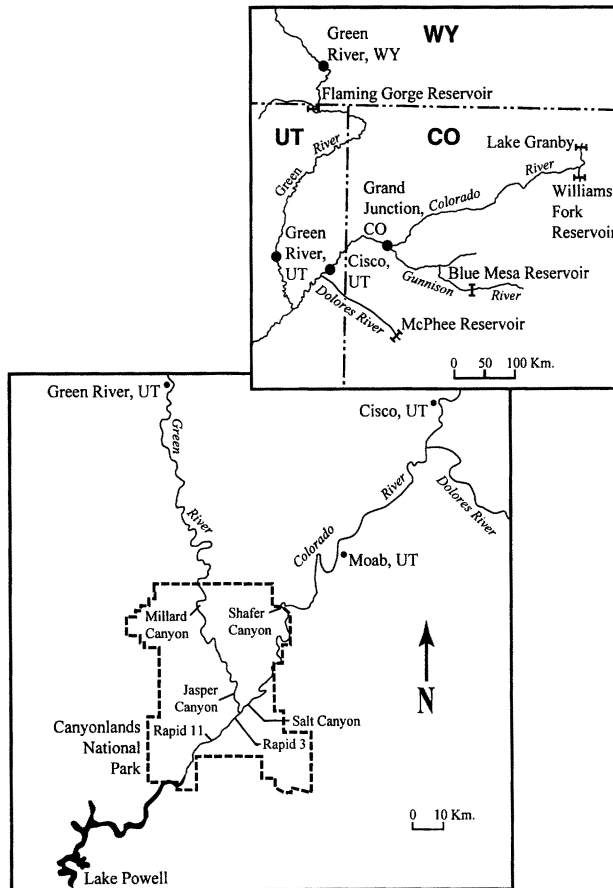 Green
River, WY
WY
Flaming Gorge Reservoir
UT
CO
Green
River
Lake Granby
River
Colorado
Grand
Junction,
CO
Williams
Fork
Reservoir
Green
River,
UT
Cisco,
UT
Gunnison
Blue Mesa Reservoir
River
Dolores River
McPhee Reservoir
0 50 100 Km.
Green River, UT
Cisco, UT
Green
River
River
Dolores River
Colorado
Moab, UT
Millard
Canyon
Shafer
Canyon
Jasper
Canyon
Salt Canyon
Rapid 11
Rapid 3
Canyonlands
National
Park
N
0 10 Km.
Lake Powell